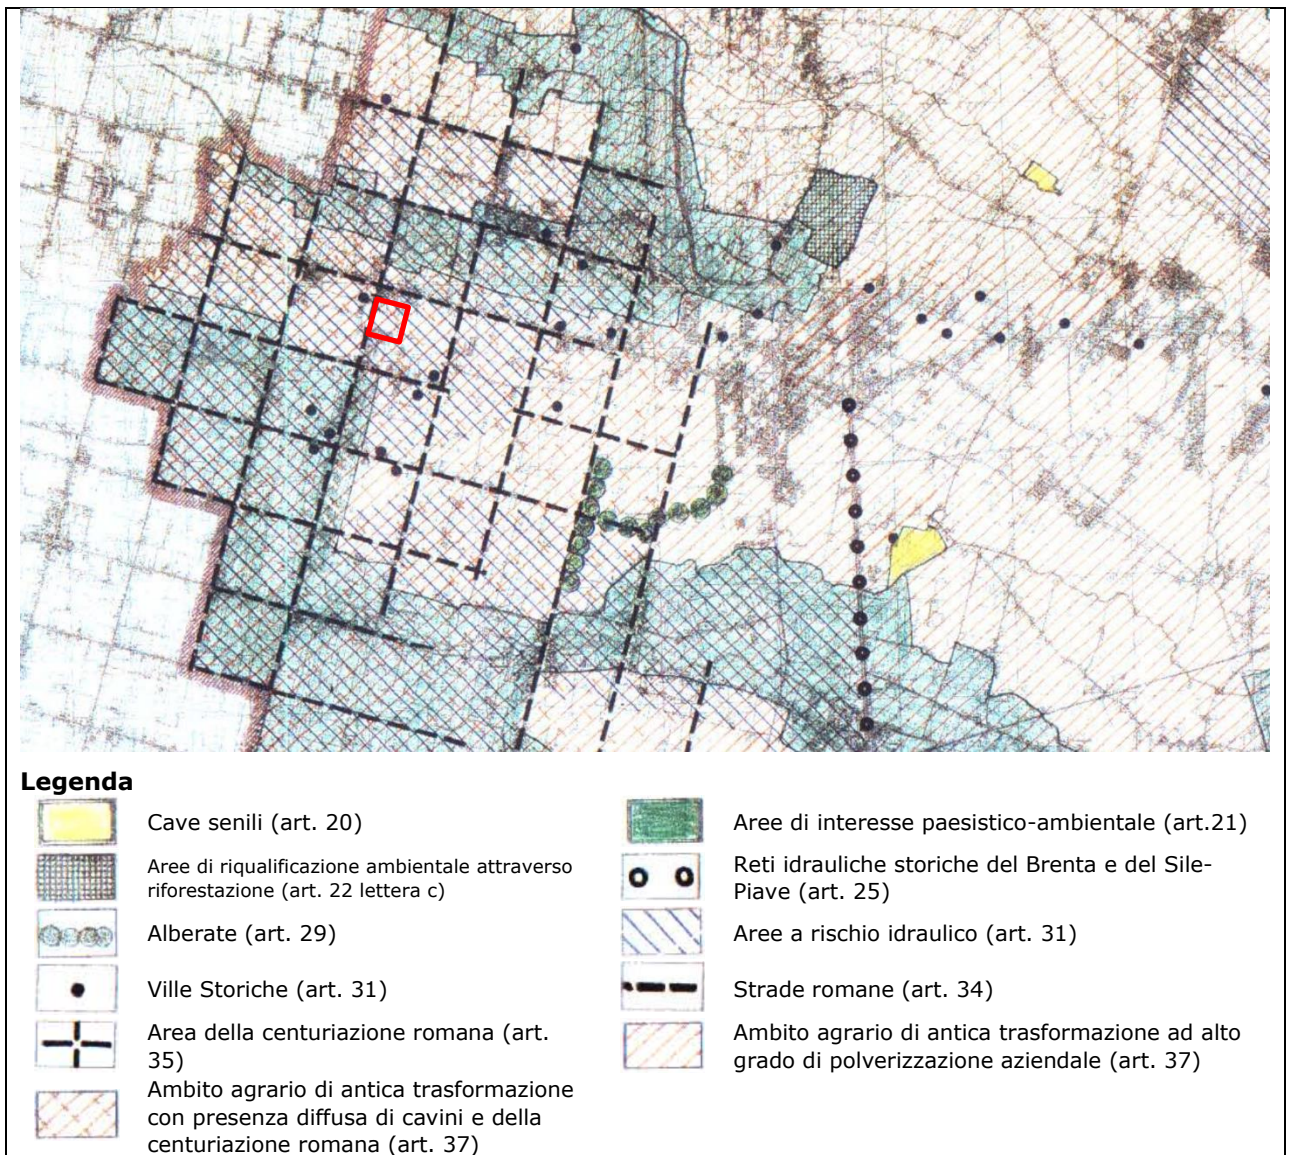 Legenda
Cave senili (art. 20)
Aree di riqualificazione ambientale attraverso
riforestazione (art. 22 lettera c)
Alberate (art. 29)
Ville Storiche (art. 31)
Area della centuriazione romana (art.
35)
Ambito agrario di antica trasformazione
con presenza diffusa di cavini e della
centuriazione romana (art. 37)
Aree di interesse paesistico-ambientale (art.21)
Reti idrauliche storiche del Brenta e del Sile-
Piave (art. 25)
Aree a rischio idraulico (art. 31)
Strade romane (art. 34)
Ambito agrario di antica trasformazione ad alto
grado di polverizzazione aziendale (art. 37)